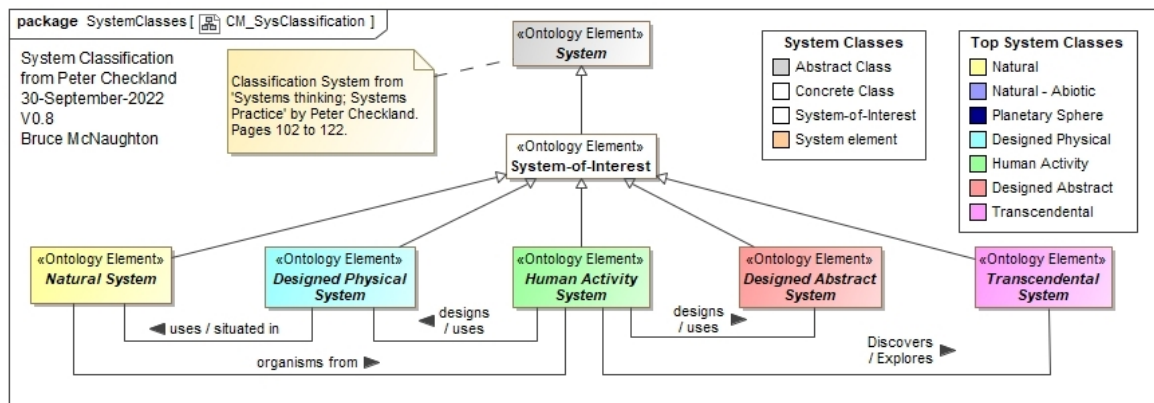 package SystemClasses [ CM_SysClassification ]
System Classification
from Peter Checkland
30-September-2022
V0.8
Bruce McNaughton
Classification System from
'Systems thinking; Systems
Practice' by Peter Checkland.
Pages 102 to 122.
«Ontology Element»
System
System Classes
Abstract Class
Concrete Class
System-of-Interest
System element
Top System Classes
Natural
Natural - Abiotic
Planetary Sphere
Designed Physical
Human Activity
Designed Abstract
Transcendental
«Ontology Element»
System-of-Interest
«Ontology Element»
Natural System
«Ontology Element»
Designed Physical
System
«Ontology Element»
Human Activity
System
«Ontology Element»
Designed Abstract
System
«Ontology Element»
Transcendental
System
uses / situated in
designs
/ uses
designs
/ uses
organisms from
Discovers
/ Explores